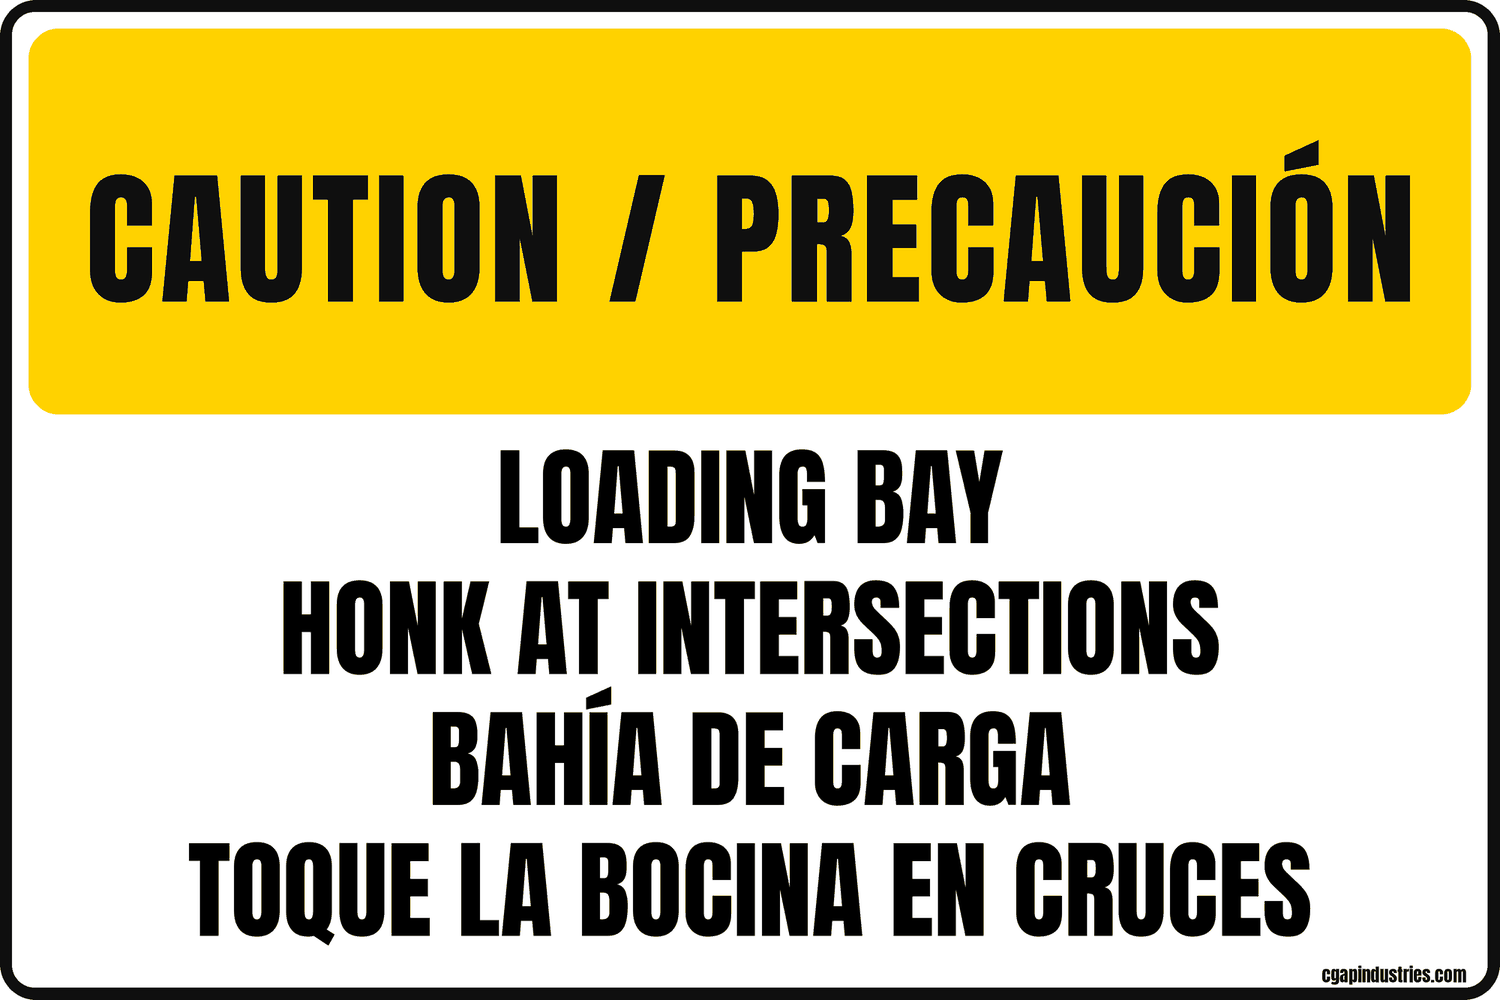 CAUTION / PRECAUCIÓN
LOADING BAY
HONK AT INTERSECTIONS
BAHÍA DE CARGA
TOQUE LA BOCINA EN CRUCES
cgapindustries.com